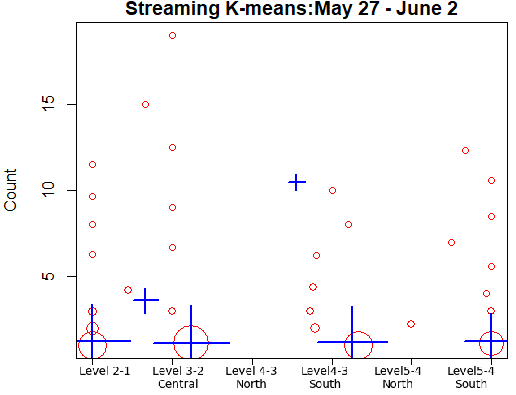 Streaming K-means:May 27 - June 2
Count
15
10
5
Level 2-1 Level 3-2 Level 4-3 Level4-3 Level5-4 Level5-4
Central North South North South